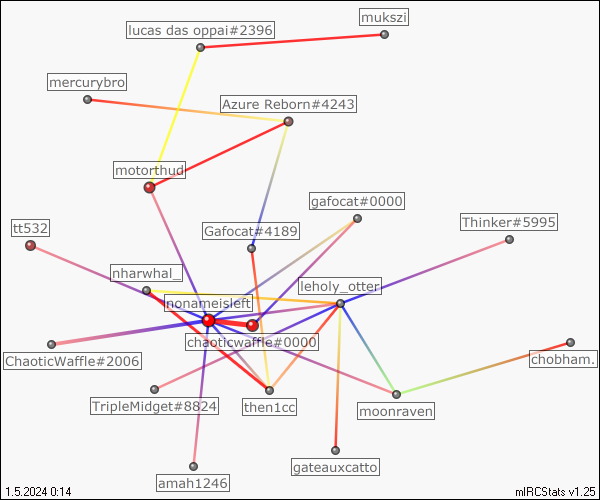 mukszi
lucas das oppai#2396
mercurybro
Azure Reborn#4243
motorthud
gafocat#0000
Thinker#5995
tt532
Gafocat#4189
nharwhal_
leholy_otter
nonameisleft
chaoticwaffle#0000
ChaoticWaffle#2006
chobham.
TripleMidget#8824
then1cc
moonraven
gateauxcatto
amah1246
1.5.2024 0:14
mIRCStats v1.25